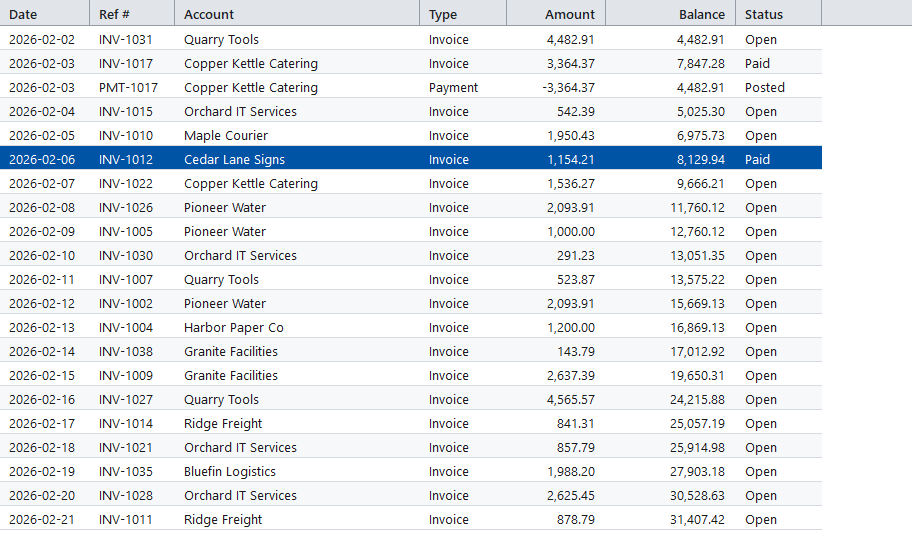 Date Ref # Account Type Amount Balance Status
2026-02-02 INV-1031 Quarry Tools Invoice 4,482.91 4,482.91 Open
2026-02-03 INV-1017 Copper Kettle Catering Invoice 3,364.37 7,847.28 Paid
2026-02-03 PMT-1017 Copper Kettle Catering Payment -3,364.37 4,482.91 Posted
2026-02-04 INV-1015 Orchard IT Services Invoice 542.39 5,025.30 Open
2026-02-05 INV-1010 Maple Courier Invoice 1,950.43 6,975.73 Open
2026-02-06 INV-1012 Cedar Lane Signs Invoice 1,154.21 8,129.94 Paid
2026-02-07 INV-1022 Copper Kettle Catering Invoice 1,536.27 9,666.21 Open
2026-02-08 INV-1026 Pioneer Water Invoice 2,093.91 11,760.12 Open
2026-02-09 INV-1005 Pioneer Water Invoice 1,000.00 12,760.12 Open
2026-02-10 INV-1030 Orchard IT Services Invoice 291.23 13,051.35 Open
2026-02-11 INV-1007 Quarry Tools Invoice 523.87 13,575.22 Open
2026-02-12 INV-1002 Pioneer Water Invoice 2,093.91 15,669.13 Open
2026-02-13 INV-1004 Harbor Paper Co Invoice 1,200.00 16,869.13 Open
2026-02-14 INV-1038 Granite Facilities Invoice 143.79 17,012.92 Open
2026-02-15 INV-1009 Granite Facilities Invoice 2,637.39 19,650.31 Open
2026-02-16 INV-1027 Quarry Tools Invoice 4,565.57 24,215.88 Open
2026-02-17 INV-1014 Ridge Freight Invoice 841.31 25,057.19 Open
2026-02-18 INV-1021 Orchard IT Services Invoice 857.79 25,914.98 Open
2026-02-19 INV-1035 Bluefin Logistics Invoice 1,988.20 27,903.18 Open
2026-02-20 INV-1028 Orchard IT Services Invoice 2,625.45 30,528.63 Open
2026-02-21 INV-1011 Ridge Freight Invoice 878.79 31,407.42 Open